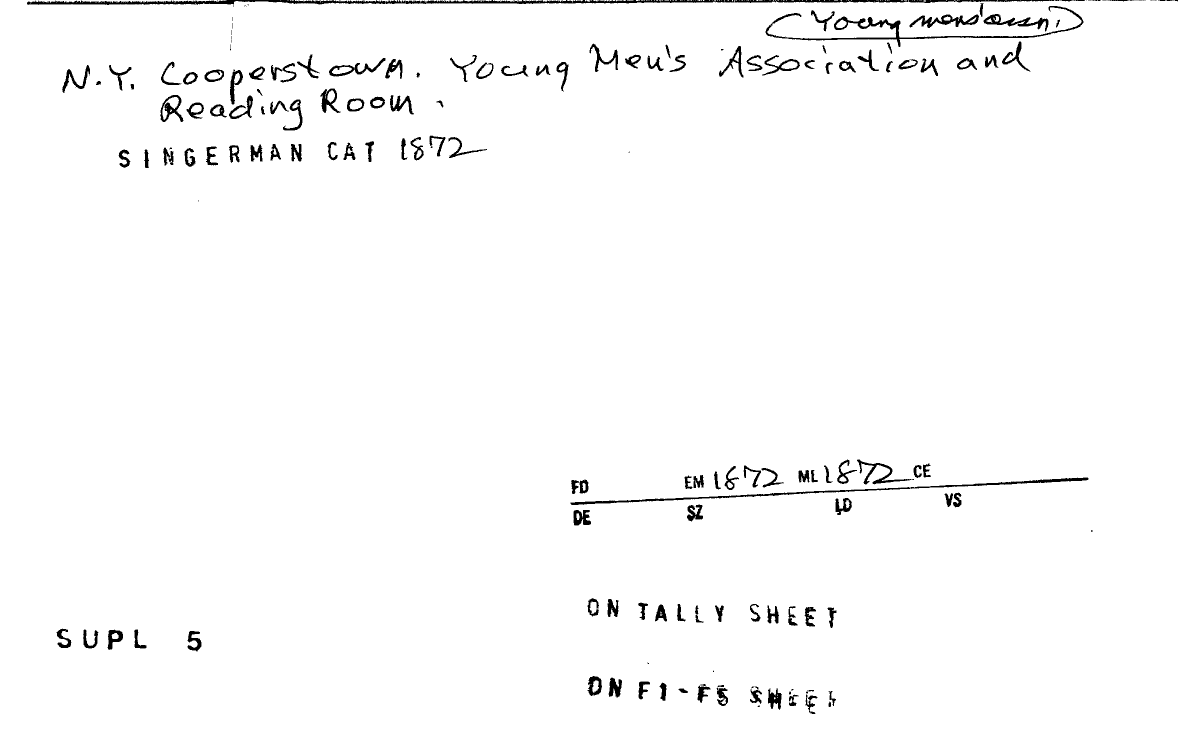 (Young men's assn.)
N.Y. Cooperstown. Young Men's Association and
Reading Room.
SINGERMAN CAT 1872
FD EM 1872 ML 1872 CE
DE SZ LD VS
ON TALLY SHEET
SUPL 5
ON F1-F5 SHEET